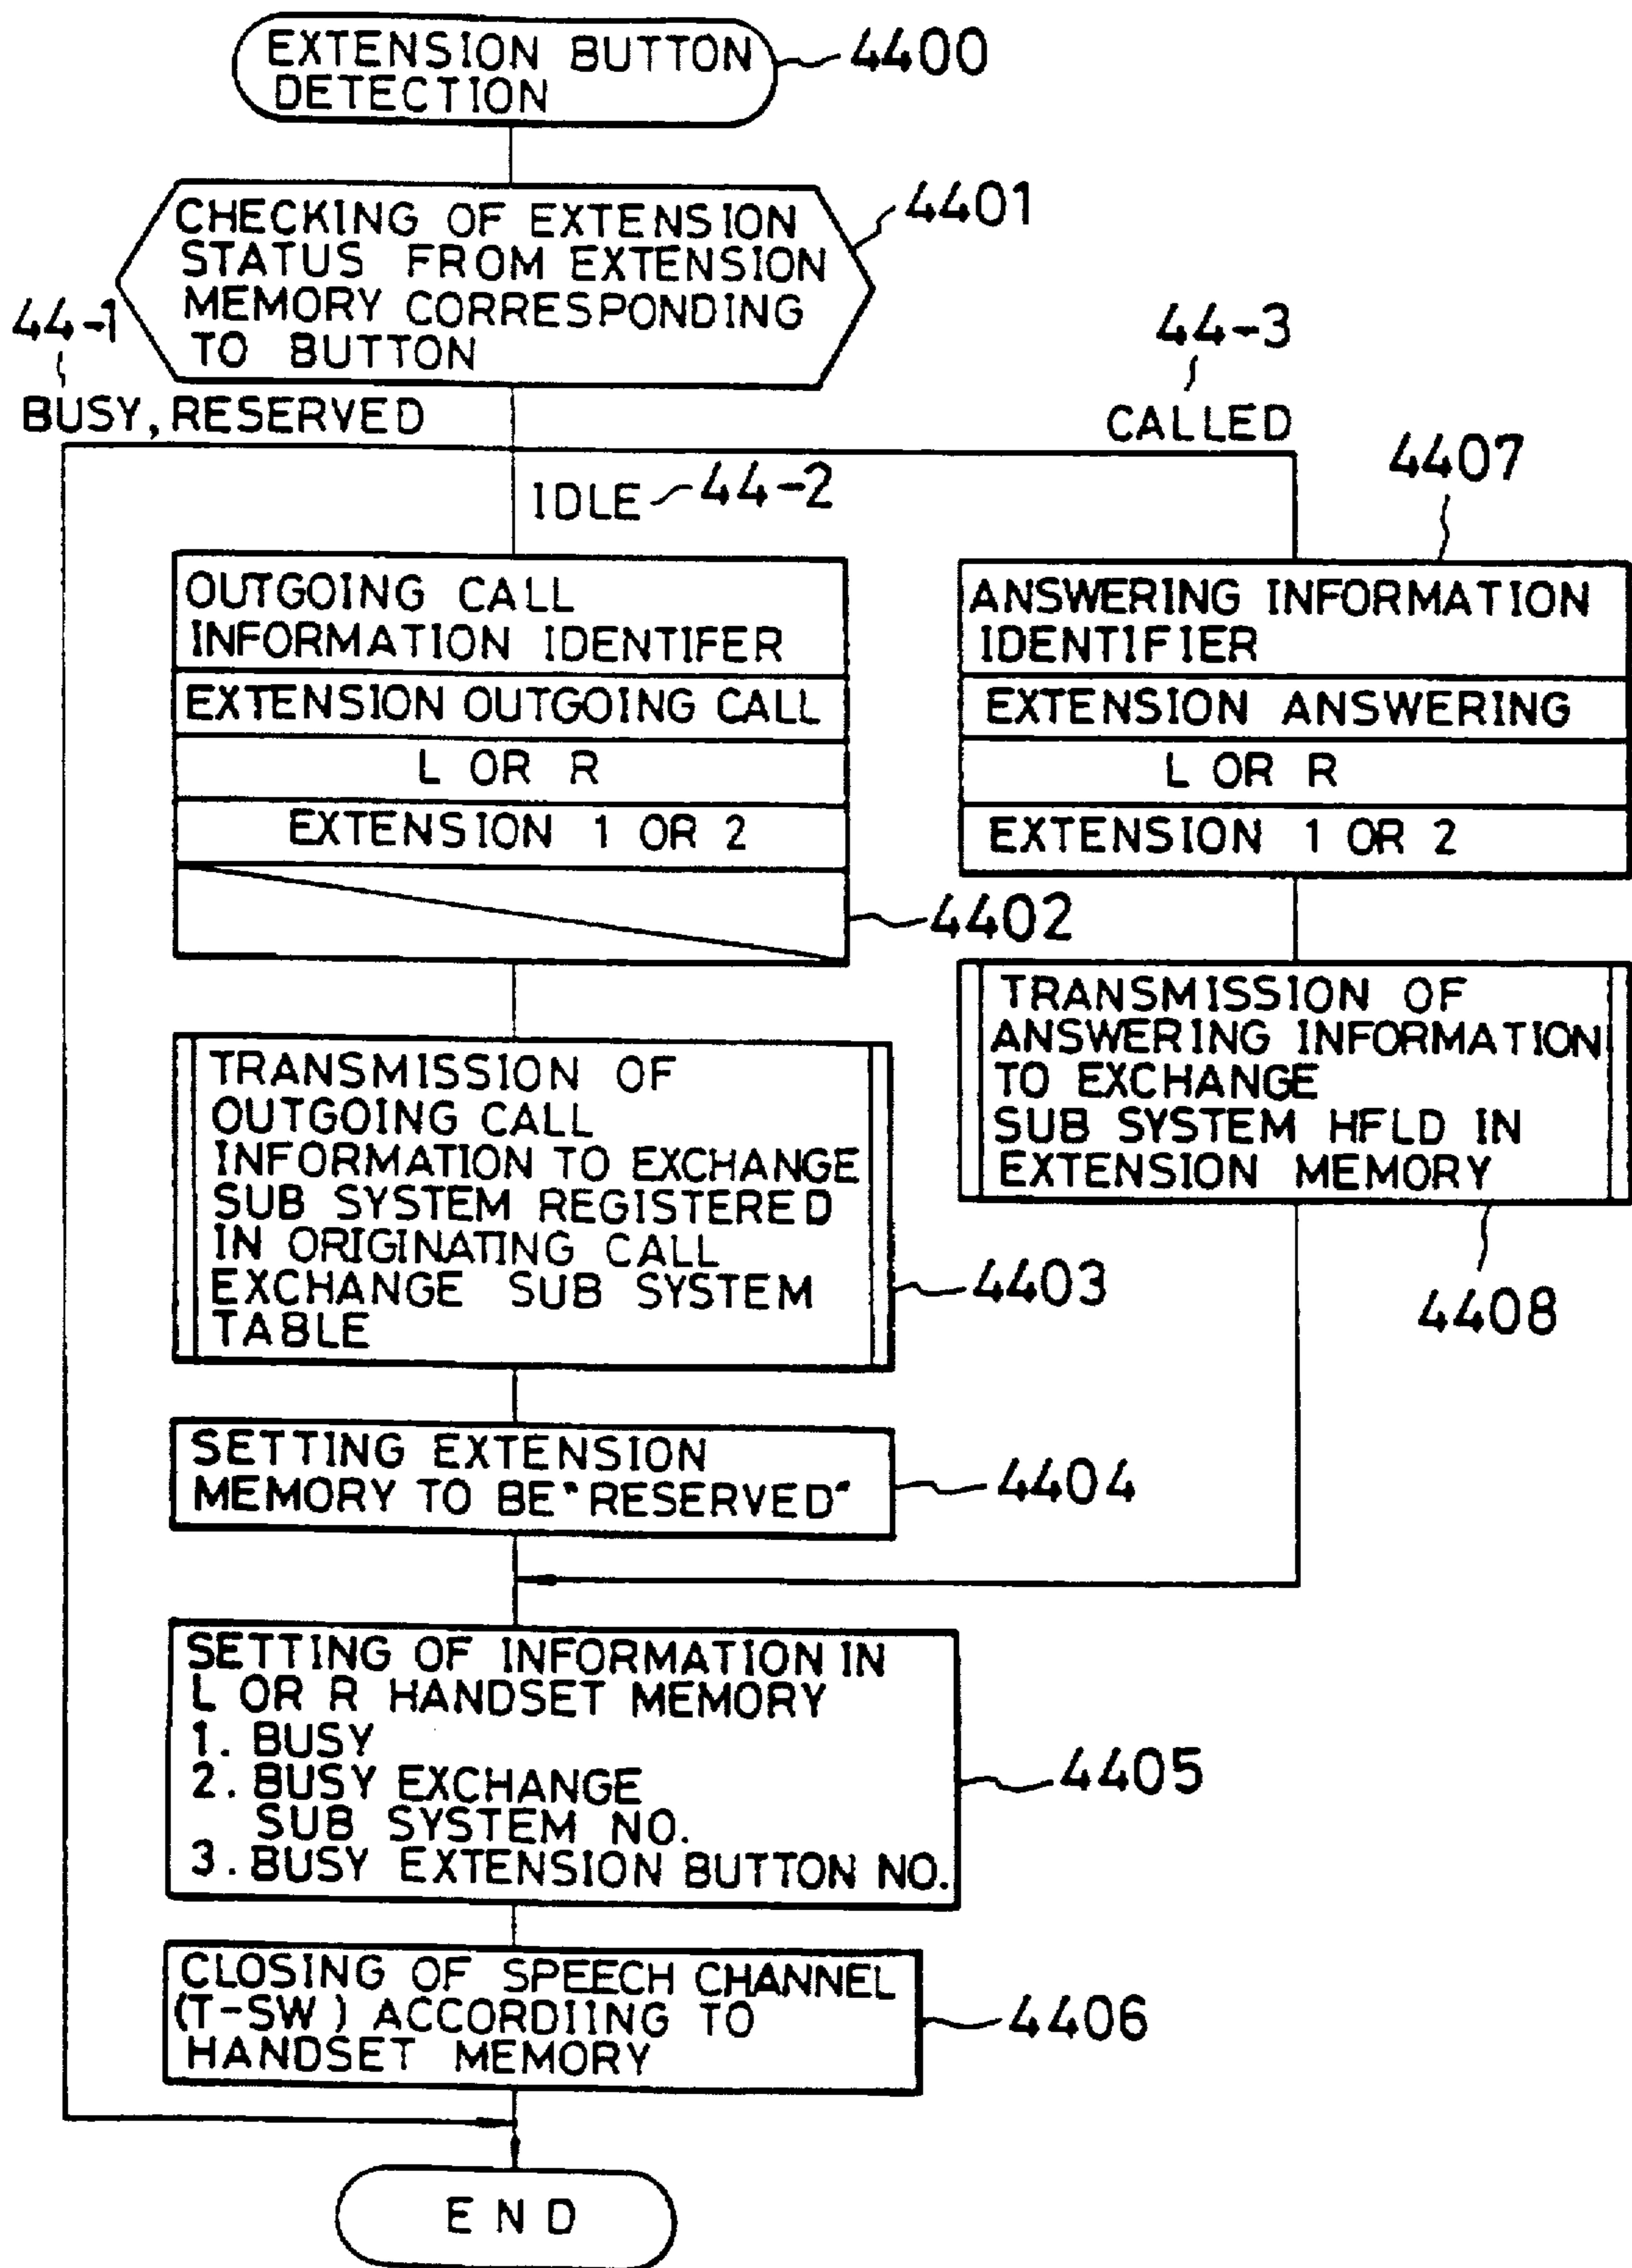 EXTENSION BUTTON
DETECTION
4400
CHECKING OF EXTENSION
STATUS FROM EXTENSION
MEMORY CORRESPONDING
TO BUTTON
4401
44-1
BUSY, RESERVED
44-3
CALLED
IDLE
44-2
4407
OUTGOING CALL
INFORMATION IDENTIFER
EXTENSION OUTGOING CALL
L OR R
EXTENSION 1 OR 2
4402
ANSWERING INFORMATION
IDENTIFIER
EXTENSION ANSWERING
L OR R
EXTENSION 1 OR 2
TRANSMISSION OF
OUTGOING CALL
INFORMATION TO EXCHANGE
SUB SYSTEM REGISTERED
IN ORIGINATING CALL
EXCHANGE SUB SYSTEM
TABLE
4403
TRANSMISSION OF
ANSWERING INFORMATION
TO EXCHANGE
SUB SYSTEM HFLD IN
EXTENSION MEMORY
4408
SETTING EXTENSION
MEMORY TO BE "RESERVED"
4404
SETTING OF INFORMATION IN
L OR R HANDSET MEMORY
1. BUSY
2. BUSY EXCHANGE
SUB SYSTEM NO.
3. BUSY EXTENSION BUTTON NO.
4405
CLOSING OF SPEECH CHANNEL
(T-SW) ACCORDIING TO
HANDSET MEMORY
4406
END